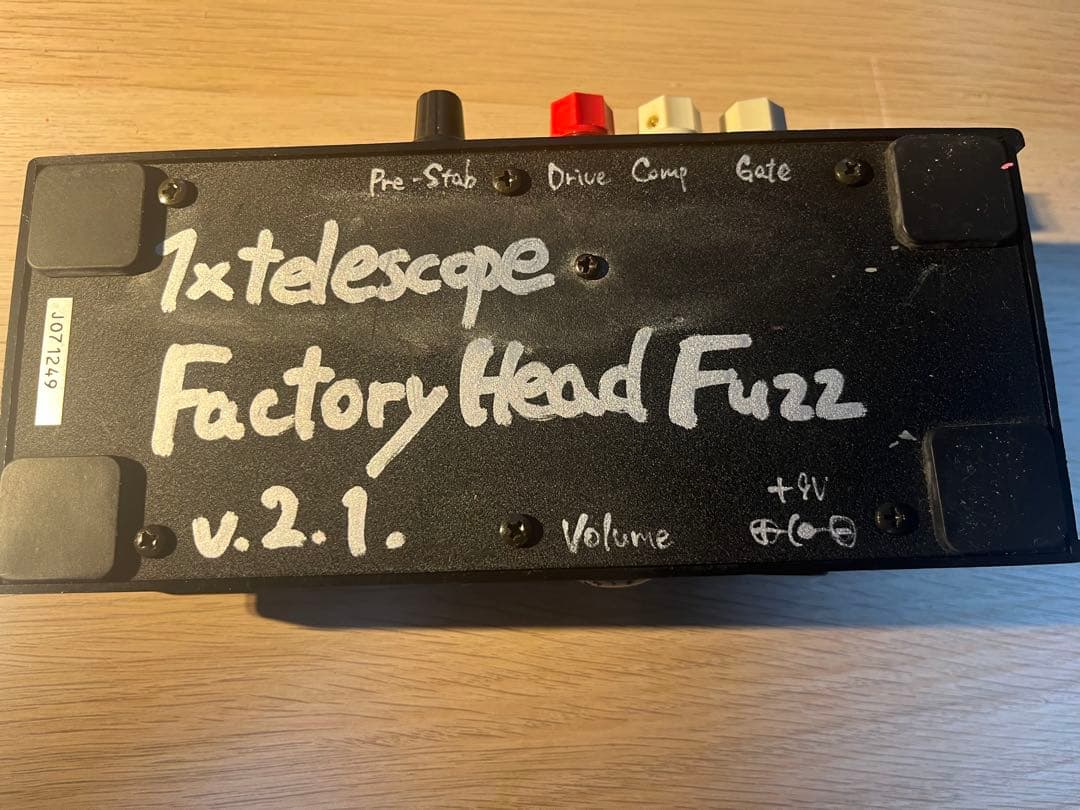 Pre-Stab Drive Comp Gate
1xtelescope
J071249
Factory Head Fuzz
v.2.1.
+9V
Volume